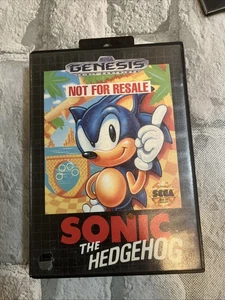 GENESIS
NOT FOR RESALE
SEGA
SONIC
THE
HEDGEHOG